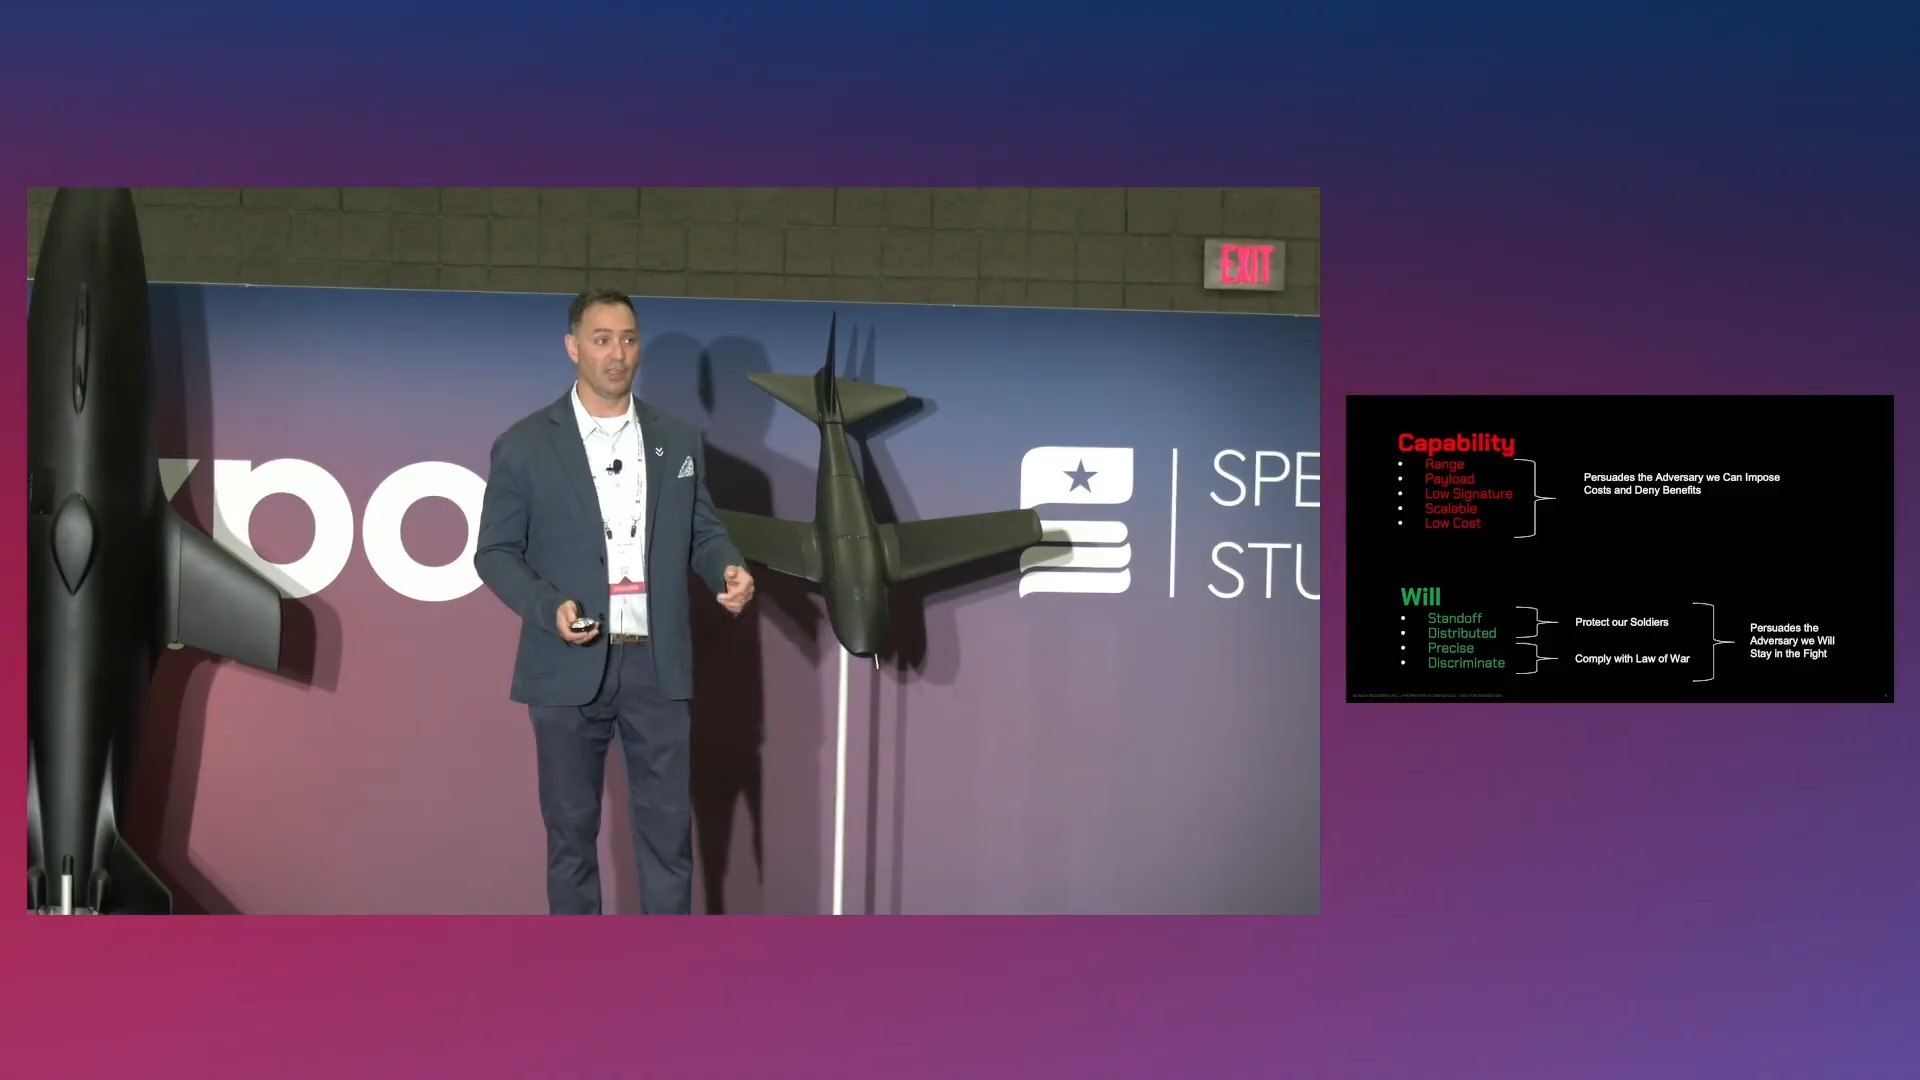 EXIT
xpo
SPE
STU
Capability
• Range
• Payload
• Low Signature
• Scalable
• Low Cost
Persuades the Adversary we Can Impose
Costs and Deny Benefits
Will
• Standoff
• Distributed
• Precise
• Discriminate
Protect our Soldiers
Comply with Law of War
Persuades the
Adversary we Will
Stay in the Fight